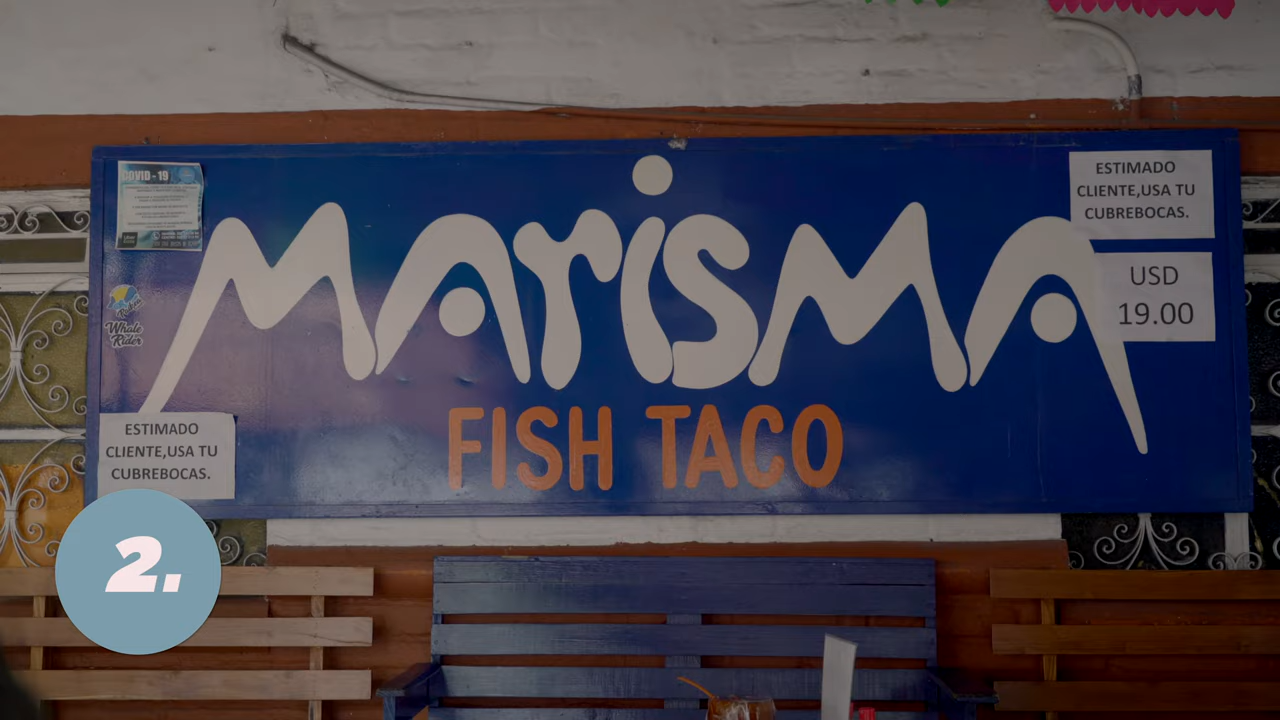 COVID - 19
ESTIMADO
CLIENTE,USA TU
CUBREBOCAS.
MArisMA
USD
19.00
Whale
Rider
FISH TACO
ESTIMADO
CLIENTE,USA TU
CUBREBOCAS.
2.